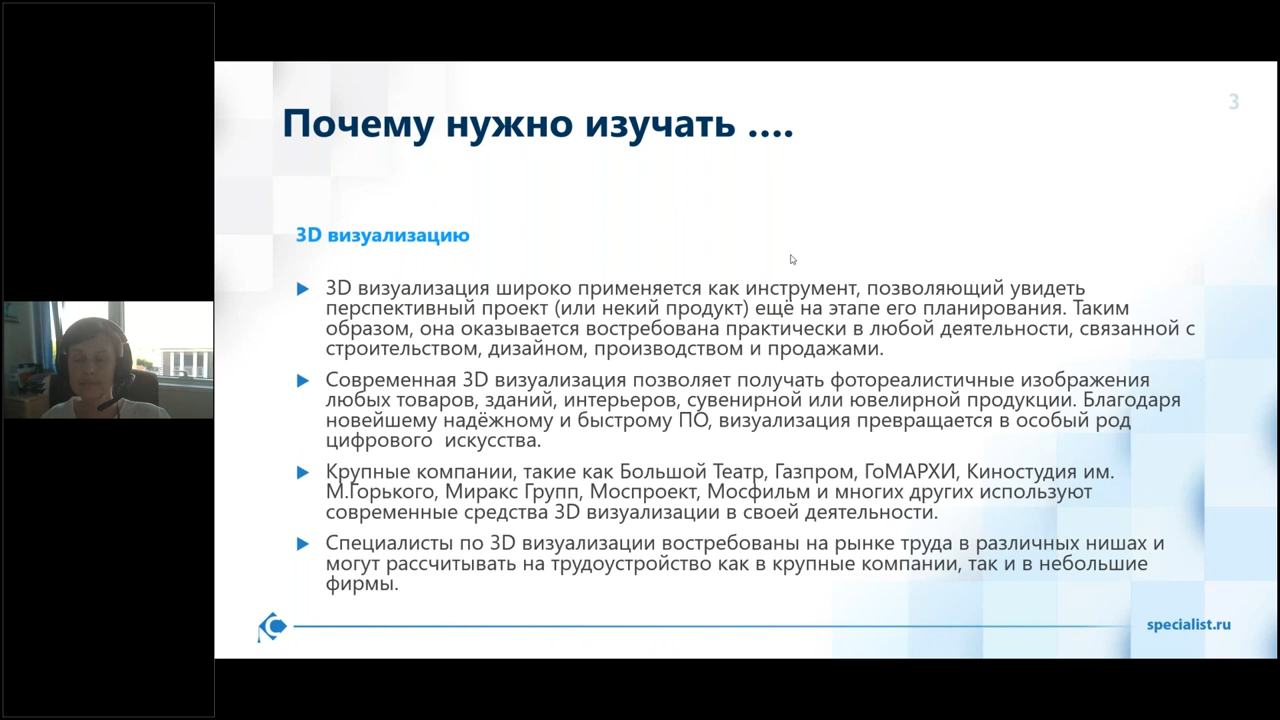 3
Почему нужно изучать ....
3D визуализацию
3D визуализация широко применяется как инструмент, позволяющий увидеть
перспективный проект (или некий продукт) ещё на этапе его планирования. Таким
образом, она оказывается востребована практически в любой деятельности, связанной с
строительством, дизайном, производством и продажами.
Современная 3D визуализация позволяет получать фотореалистичные изображения
любых товаров, зданий, интерьеров, сувенирной или ювелирной продукции. Благодаря
новейшему надёжному и быстрому ПО, визуализация превращается в особый род
цифрового  искусства.
Крупные компании, такие как Большой Театр, Газпром, ГоМАРХИ, Киностудия им.
М.Горького, Миракс Групп, Моспроект, Мосфильм и многих других используют
современные средства 3D визуализации в своей деятельности.
Специалисты по 3D визуализации востребованы на рынке труда в различных нишах и
могут рассчитывать на трудоустройство как в крупные компании, так и в небольшие
фирмы.
specialist.ru